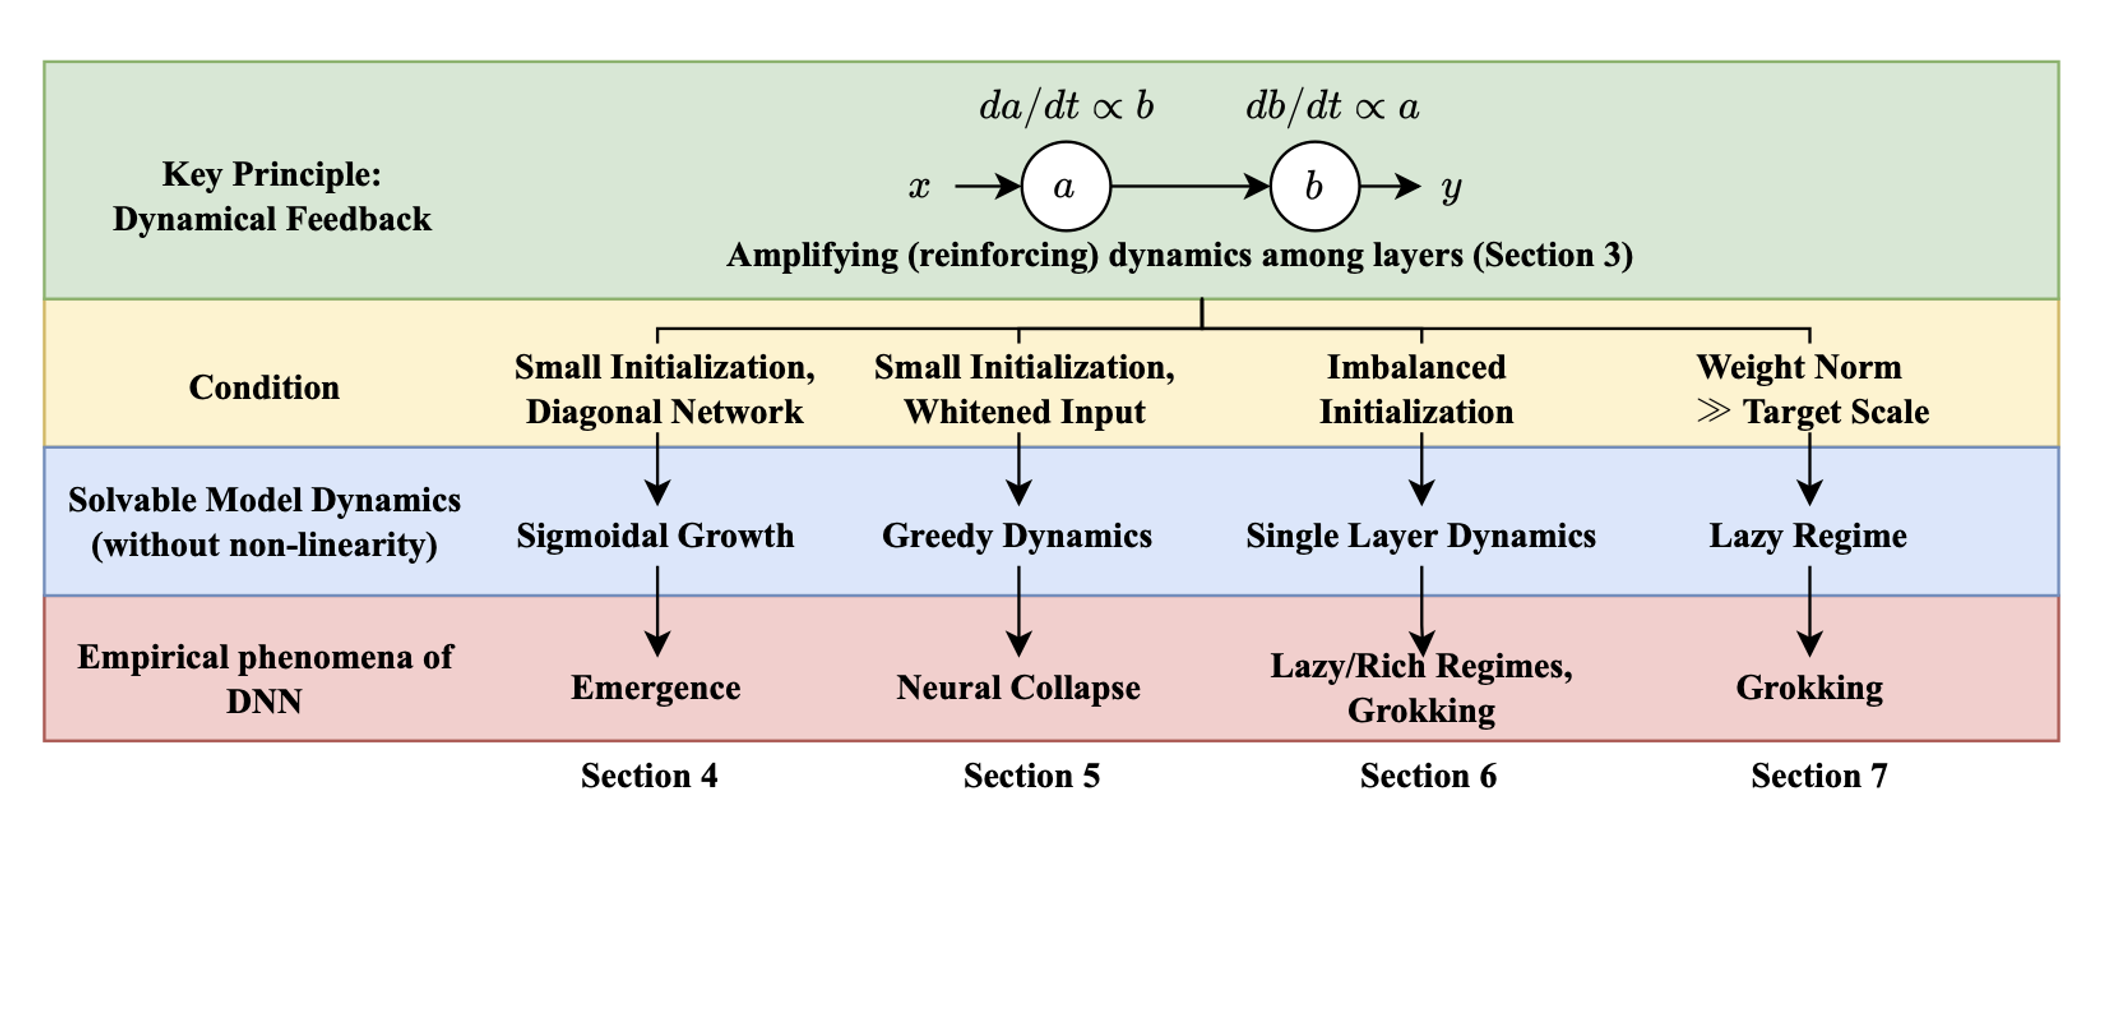 da/dt ∝ b
db/dt ∝ a
Key Principle:
Dynamical Feedback
x
a
b
y
Amplifying (reinforcing) dynamics among layers (Section 3)
Condition
Small Initialization,
Diagonal Network
Small Initialization,
Whitened Input
Imbalanced
Initialization
Weight Norm
≫ Target Scale
Solvable Model Dynamics
(without non-linearity)
Sigmoidal Growth
Greedy Dynamics
Single Layer Dynamics
Lazy Regime
Empirical phenomena of
DNN
Emergence
Neural Collapse
Lazy/Rich Regimes,
Grokking
Grokking
Section 4
Section 5
Section 6
Section 7